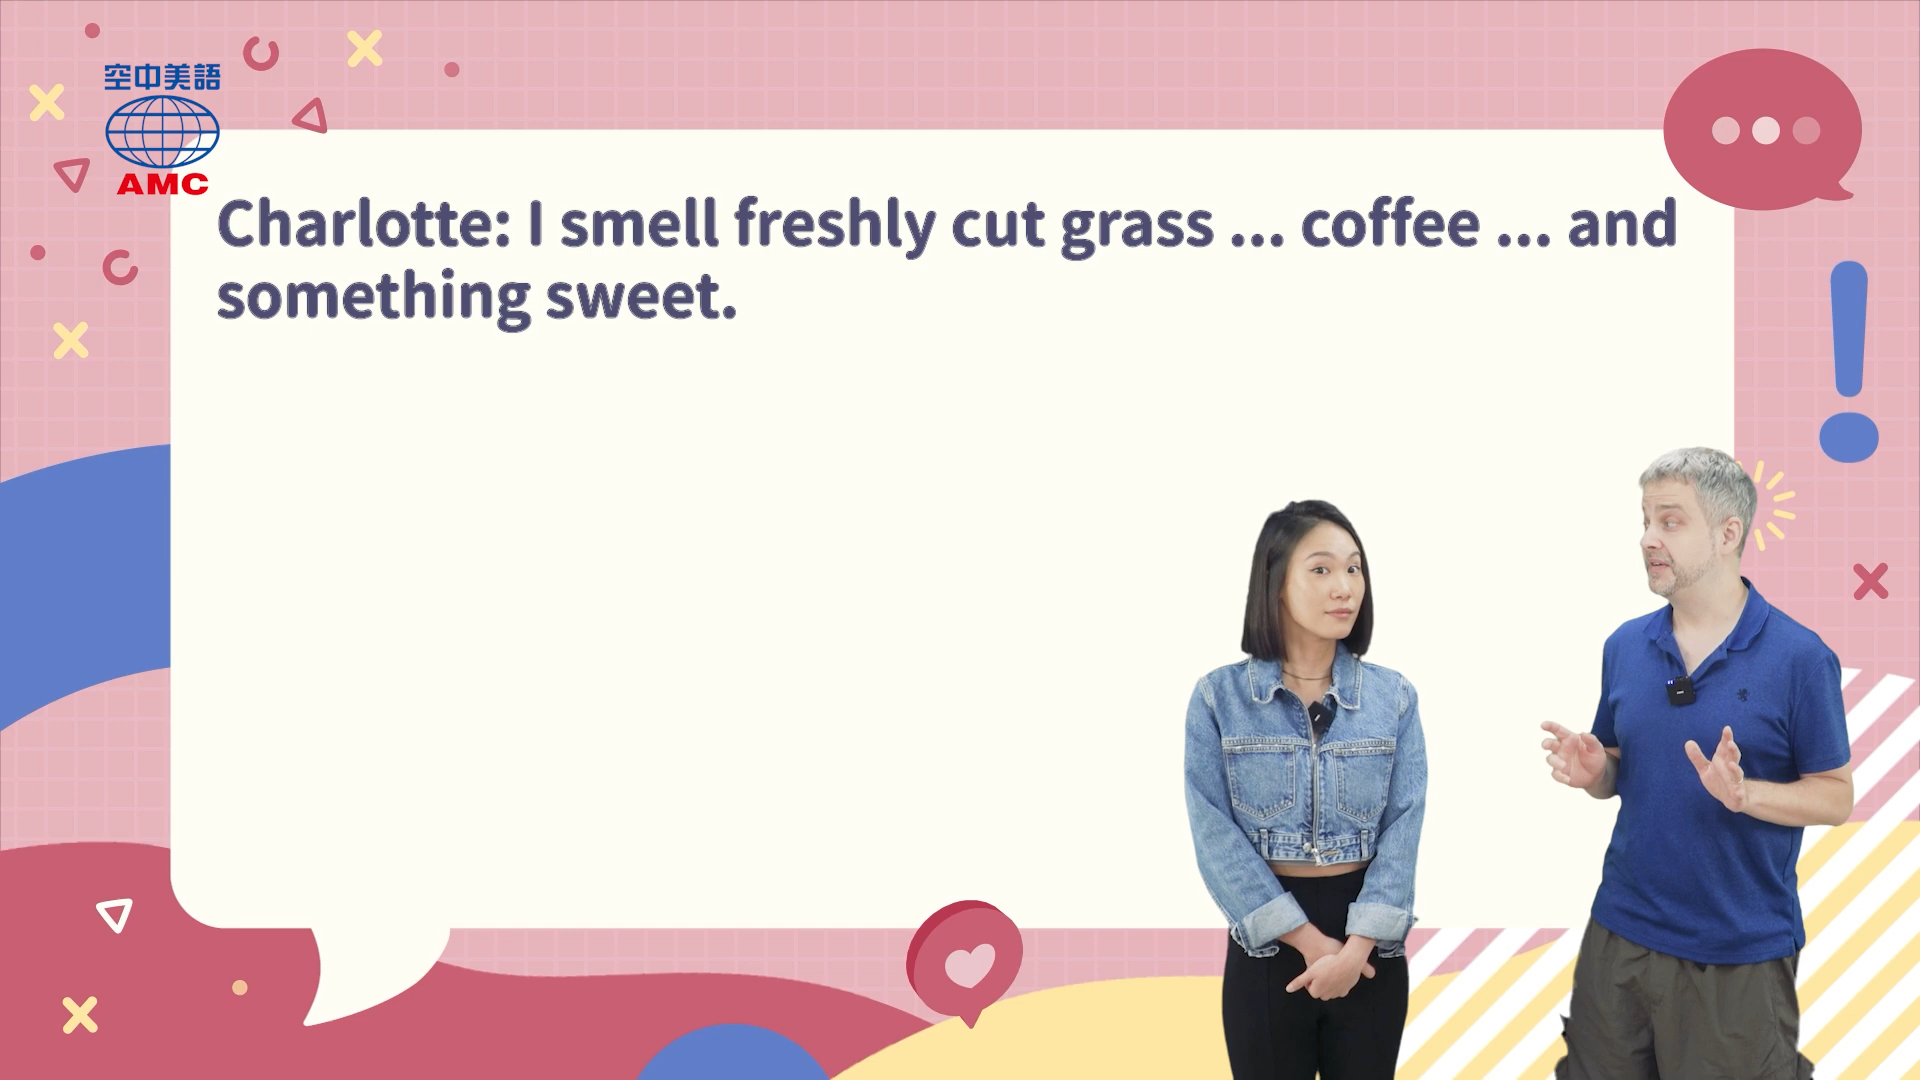 空中美語
AMC
Charlotte: I smell freshly cut grass ... coffee ... and
something sweet.